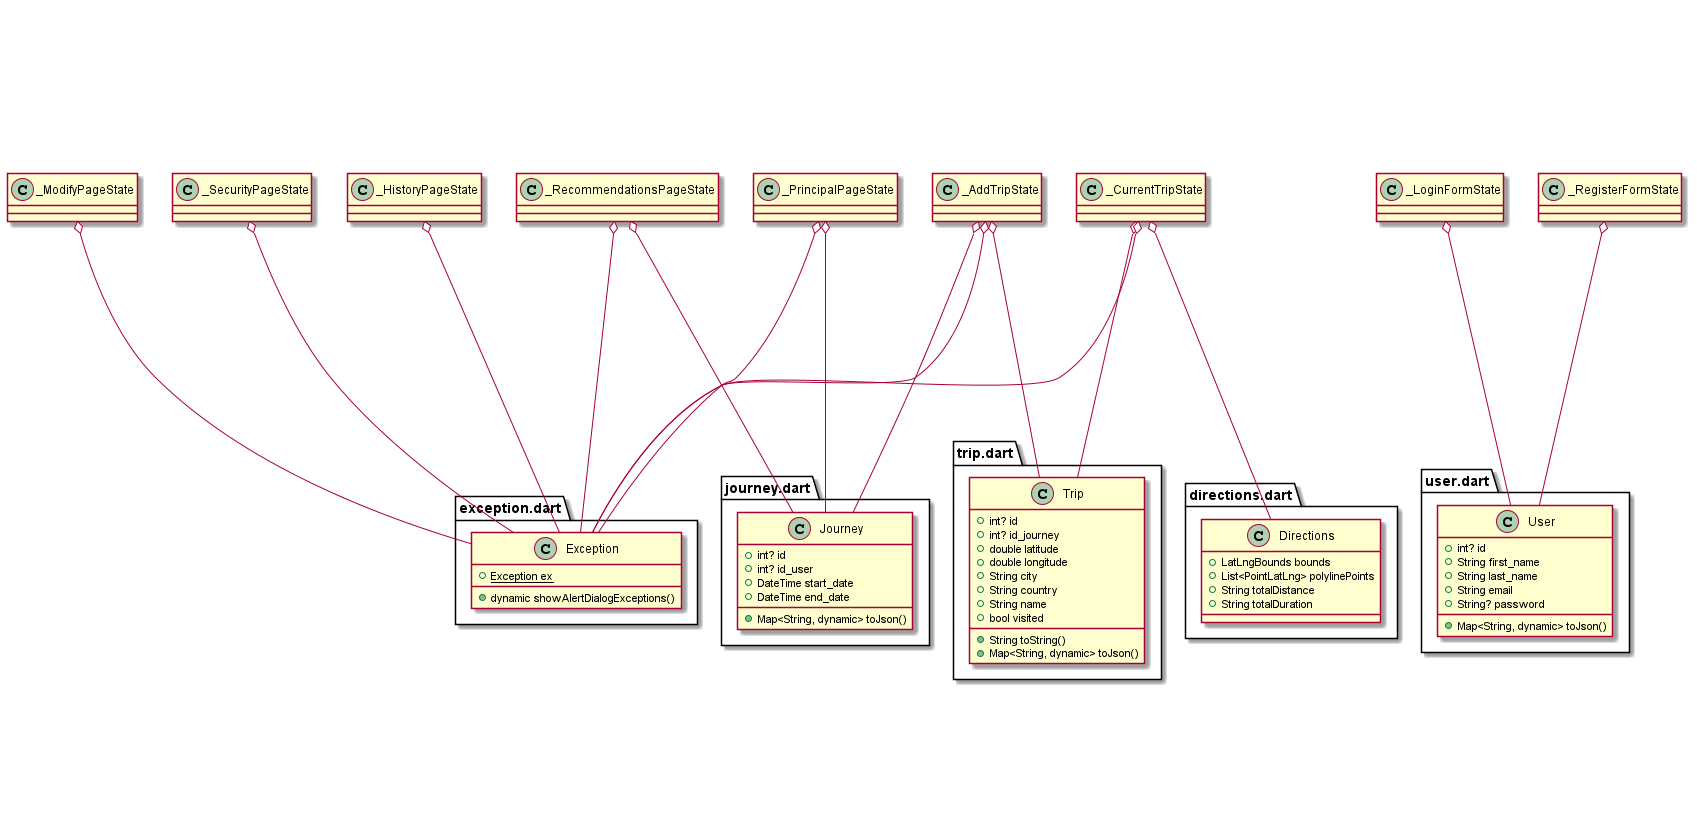 C _ModifyPageState
C _SecurityPageState
C _HistoryPageState
C _RecommendationsPageState
C _PrincipalPageState
C _AddTripState
C _CurrentTripState
C _LoginFormState
C _RegisterFormState
exception.dart
C Exception
Exception ex
dynamic showAlertDialogExceptions()
journey.dart
C Journey
int? id
int? id_user
DateTime start_date
DateTime end_date
Map<String, dynamic> toJson()
trip.dart
C Trip
int? id
int? id_journey
double latitude
double longitude
String city
String country
String name
bool visited
String toString()
Map<String, dynamic> toJson()
directions.dart
C Directions
LatLngBounds bounds
List<PointLatLng> polylinePoints
String totalDistance
String totalDuration
user.dart
C User
int? id
String first_name
String last_name
String email
String? password
Map<String, dynamic> toJson()